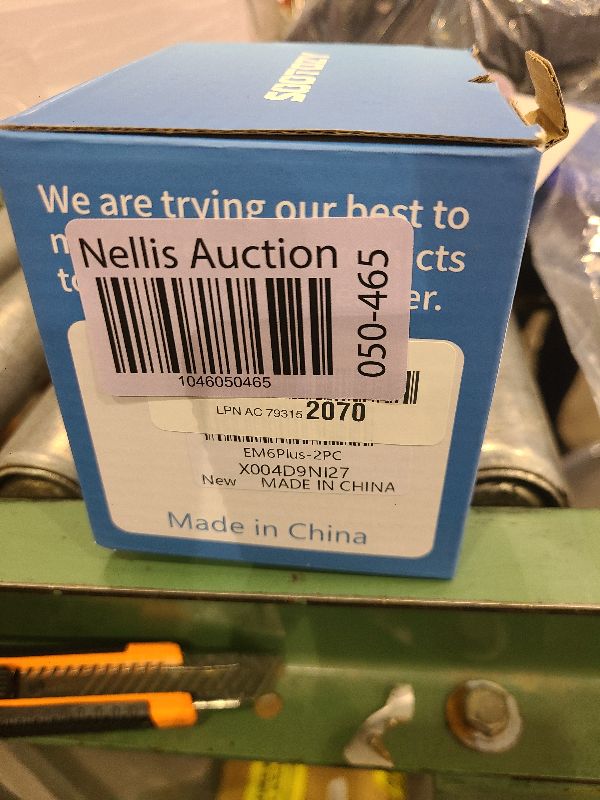 We are trying our best to
cts
er.
Nellis Auction
050-465
1046050465
LPN AC 79315 2070
EM6Plus-2PC
X004D9NI27
New MADE IN CHINA
Made in China